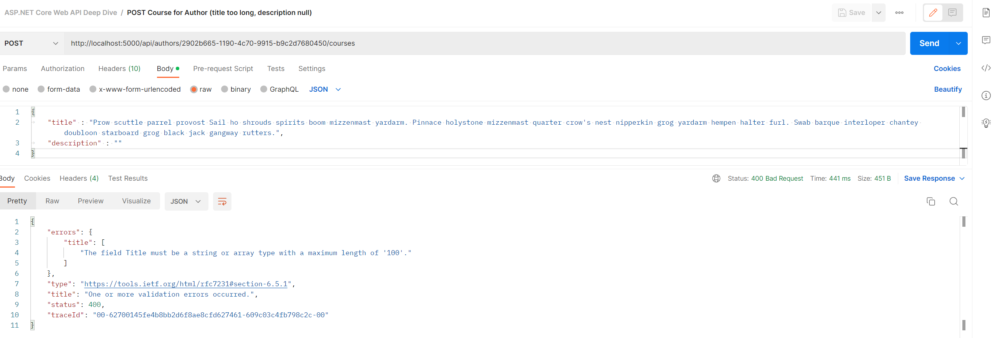 ASP.NET Core Web API Deep Dive / POST Course for Author (title too long, description null)
Save
POST http://localhost:5000/api/authors/2902b665-1190-4c70-9915-b9c2d7680450/courses Send
Params Authorization Headers (10) Body Pre-request Script Tests Settings Cookies
none form-data x-www-form-urlencoded raw binary GraphQL JSON Beautify
1 {
2 "title" : "Prow scuttle parrel provost Sail ho shrouds spirits boom mizzenmast yardarm. Pinnace holystone mizzenmast quarter crow's nest nipperkin grog yardarm hempen halter furl. Swab barque interloper chantey
doubloon starboard grog black jack gangway rutters.",
3 "description" : ""
4 }
Body Cookies Headers (4) Test Results Status: 400 Bad Request Time: 441 ms Size: 451 B Save Response
Pretty Raw Preview Visualize JSON
1 {
2 "errors": {
3 "title": [
4 "The field Title must be a string or array type with a maximum length of '100'."
5 ]
6 },
7 "type": "https://tools.ietf.org/html/rfc7231#section-6.5.1",
8 "title": "One or more validation errors occurred.",
9 "status": 400,
10 "traceId": "00-62700145fe4b8bb2d6f8ae8cfd627461-609c03c4fb798c2c-00"
11 }